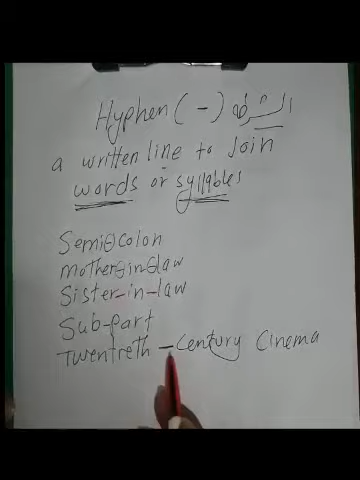 Hyphen (-) الشرطة
a written line to Join
words or syllables
Semi-Colon
mother-in-law
Sister-in-law
Sub-part
Twentreth-Century Cinema